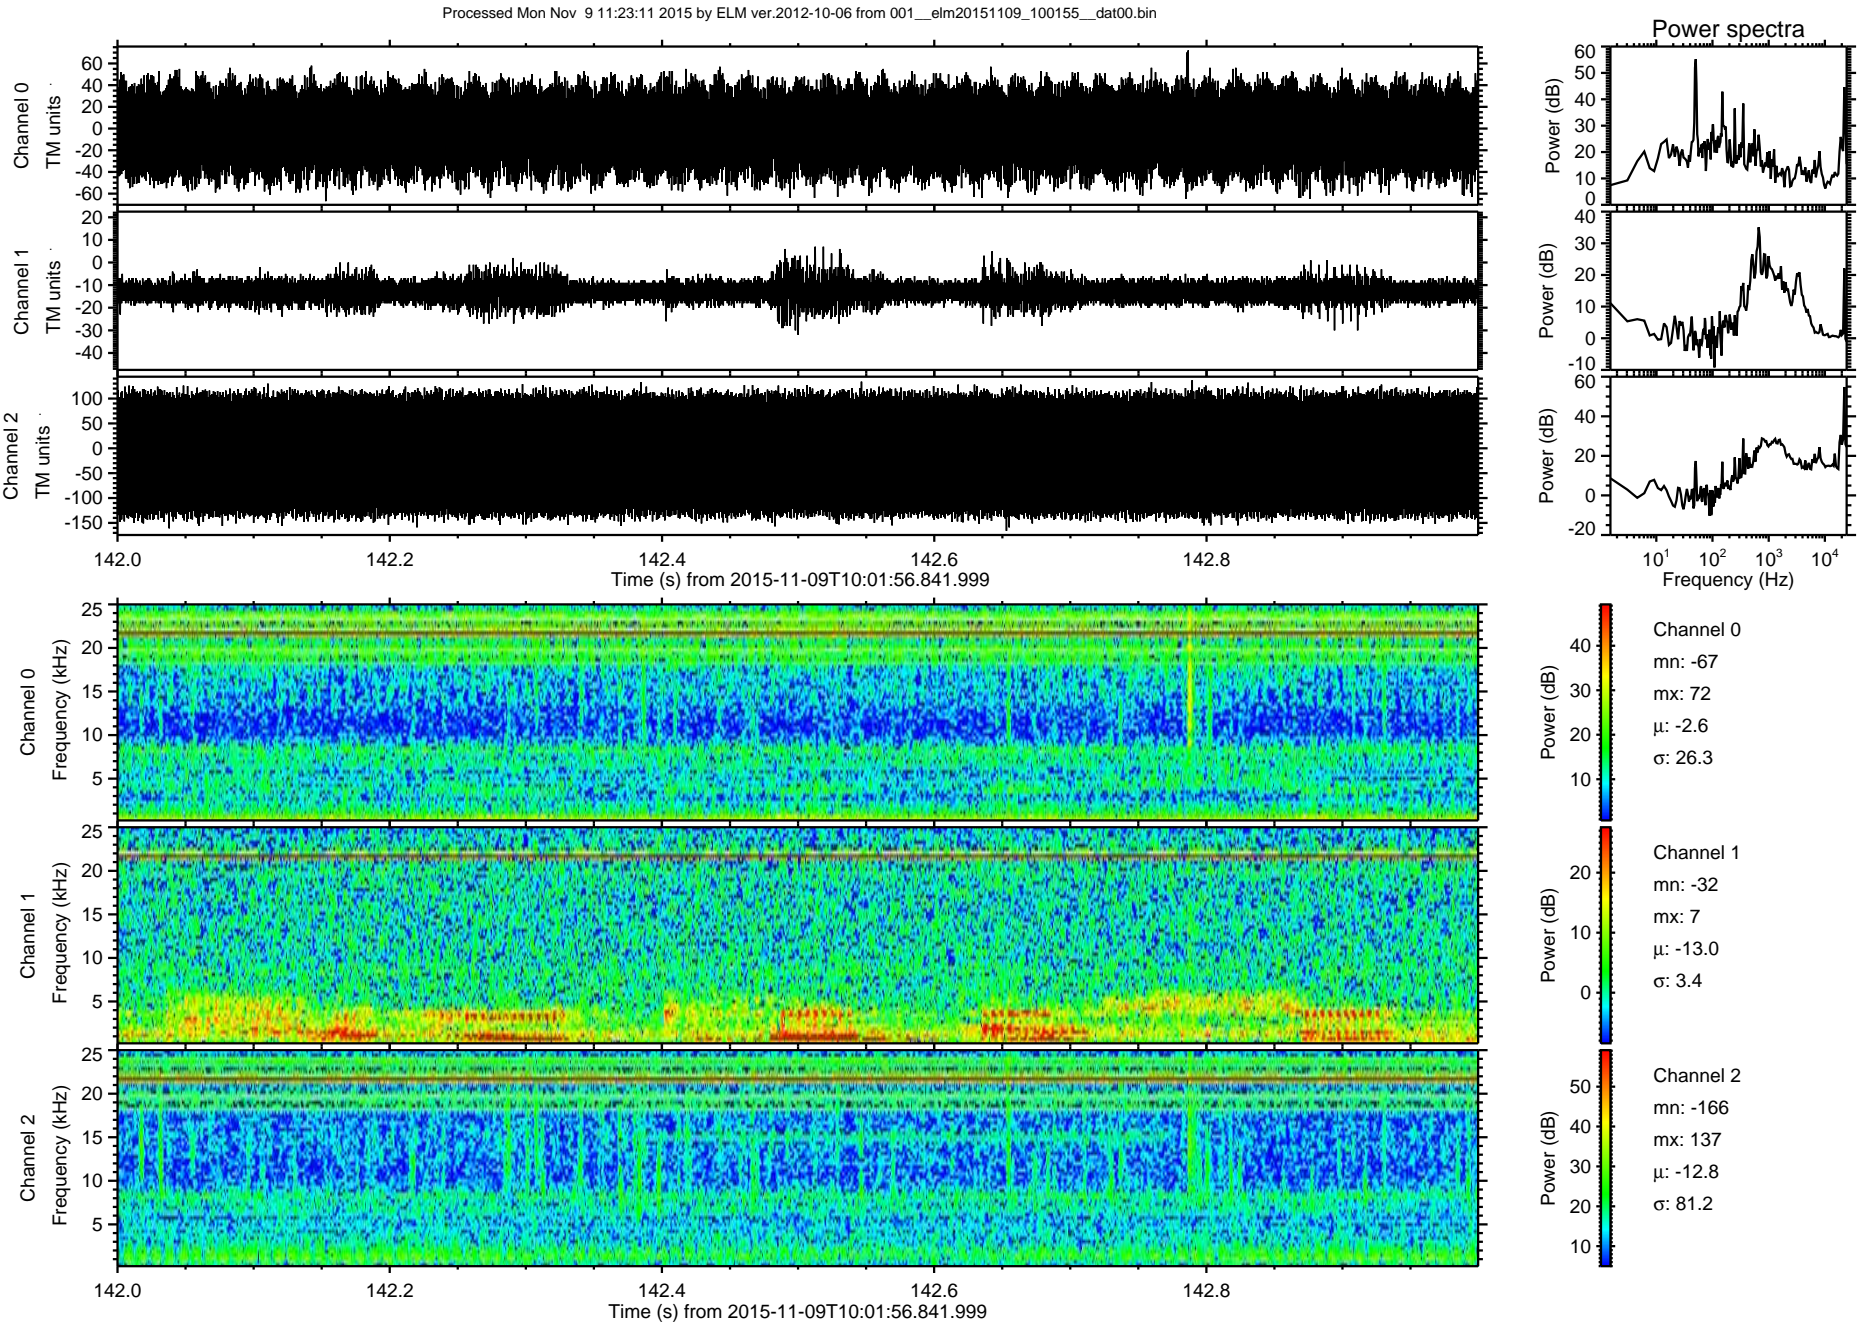 Processed Mon Nov  9 11:23:11 2015 by ELM ver.2012-10-06 from 001__elm20151109_100155__dat00.bin
Power spectra
Channel 0
TM units
60
40
20
0
-20
-40
-60
Power (dB)
60
50
40
30
20
10
0
Channel 1
TM units
20
10
0
-10
-20
-30
-40
Power (dB)
40
30
20
10
0
-10
Channel 2
TM units
100
50
0
-50
-100
-150
Power (dB)
60
40
20
0
-20
142.0 142.2 142.4 142.6 142.8
Time (s) from 2015-11-09T10:01:56.841.999
10^1 10^2 10^3 10^4
Frequency (Hz)
Channel 0
Frequency (kHz)
25
20
15
10
5
Power (dB)
40
30
20
10
Channel 0
mn: -67
mx: 72
µ: -2.6
σ: 26.3
Channel 1
Frequency (kHz)
25
20
15
10
5
Power (dB)
20
10
0
Channel 1
mn: -32
mx: 7
µ: -13.0
σ: 3.4
Channel 2
Frequency (kHz)
25
20
15
10
5
Power (dB)
50
40
30
20
10
Channel 2
mn: -166
mx: 137
µ: -12.8
σ: 81.2
142.0 142.2 142.4 142.6 142.8
Time (s) from 2015-11-09T10:01:56.841.999